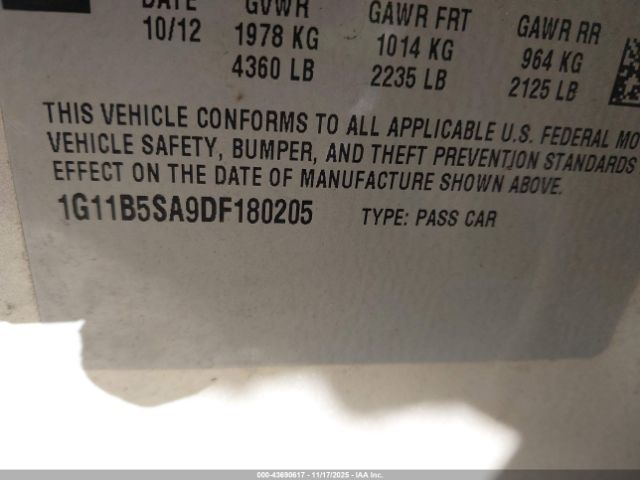 DATE GVWR GAWR FRT GAWR RR
10/12 1978 KG 1014 KG 964 KG
4360 LB 2235 LB 2125 LB
THIS VEHICLE CONFORMS TO ALL APPLICABLE U.S. FEDERAL MO
VEHICLE SAFETY, BUMPER, AND THEFT PREVENTION STANDARDS
EFFECT ON THE DATE OF MANUFACTURE SHOWN ABOVE.
1G11B5SA9DF180205 TYPE: PASS CAR
000-43690617 - 11/17/2025 - IAAI.com